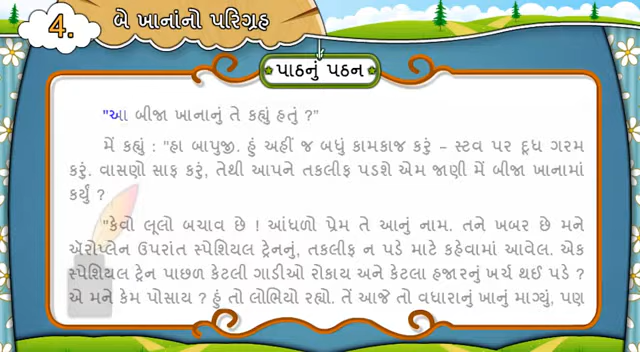 4.
બે ખાનાંનો પરિગ્રહ
પાઠનું પઠન
"આ બીજા ખાનાનું તે કહ્યું હતું ?"
મેં કહ્યું : "હા બાપુજી. હું અહીં જ બધું કામકાજ કરું – સ્ટવ પર દૂધ ગરમ
કરું. વાસણો સાફ કરું, તેથી આપને તકલીફ પડશે એમ જાણી મેં બીજા ખાનામાં
કર્યું ?
"કેવો લૂલો બચાવ છે ! આંધળો પ્રેમ તે આનું નામ. તને ખબર છે મને
ઍરોપ્લેન ઉપરાંત સ્પેશિયલ ટ્રેનનું, તકલીફ ન પડે માટે કહેવામાં આવેલ. એક
સ્પેશિયલ ટ્રેન પાછળ કેટલી ગાડીઓ રોકાય અને કેટલા હજારનું ખર્ચ થઈ પડે ?
એ મને કેમ પોસાય ? હું તો લોભિયો રહ્યો. તેં આજે તો વધારાનું ખાનું માગ્યું, પણ